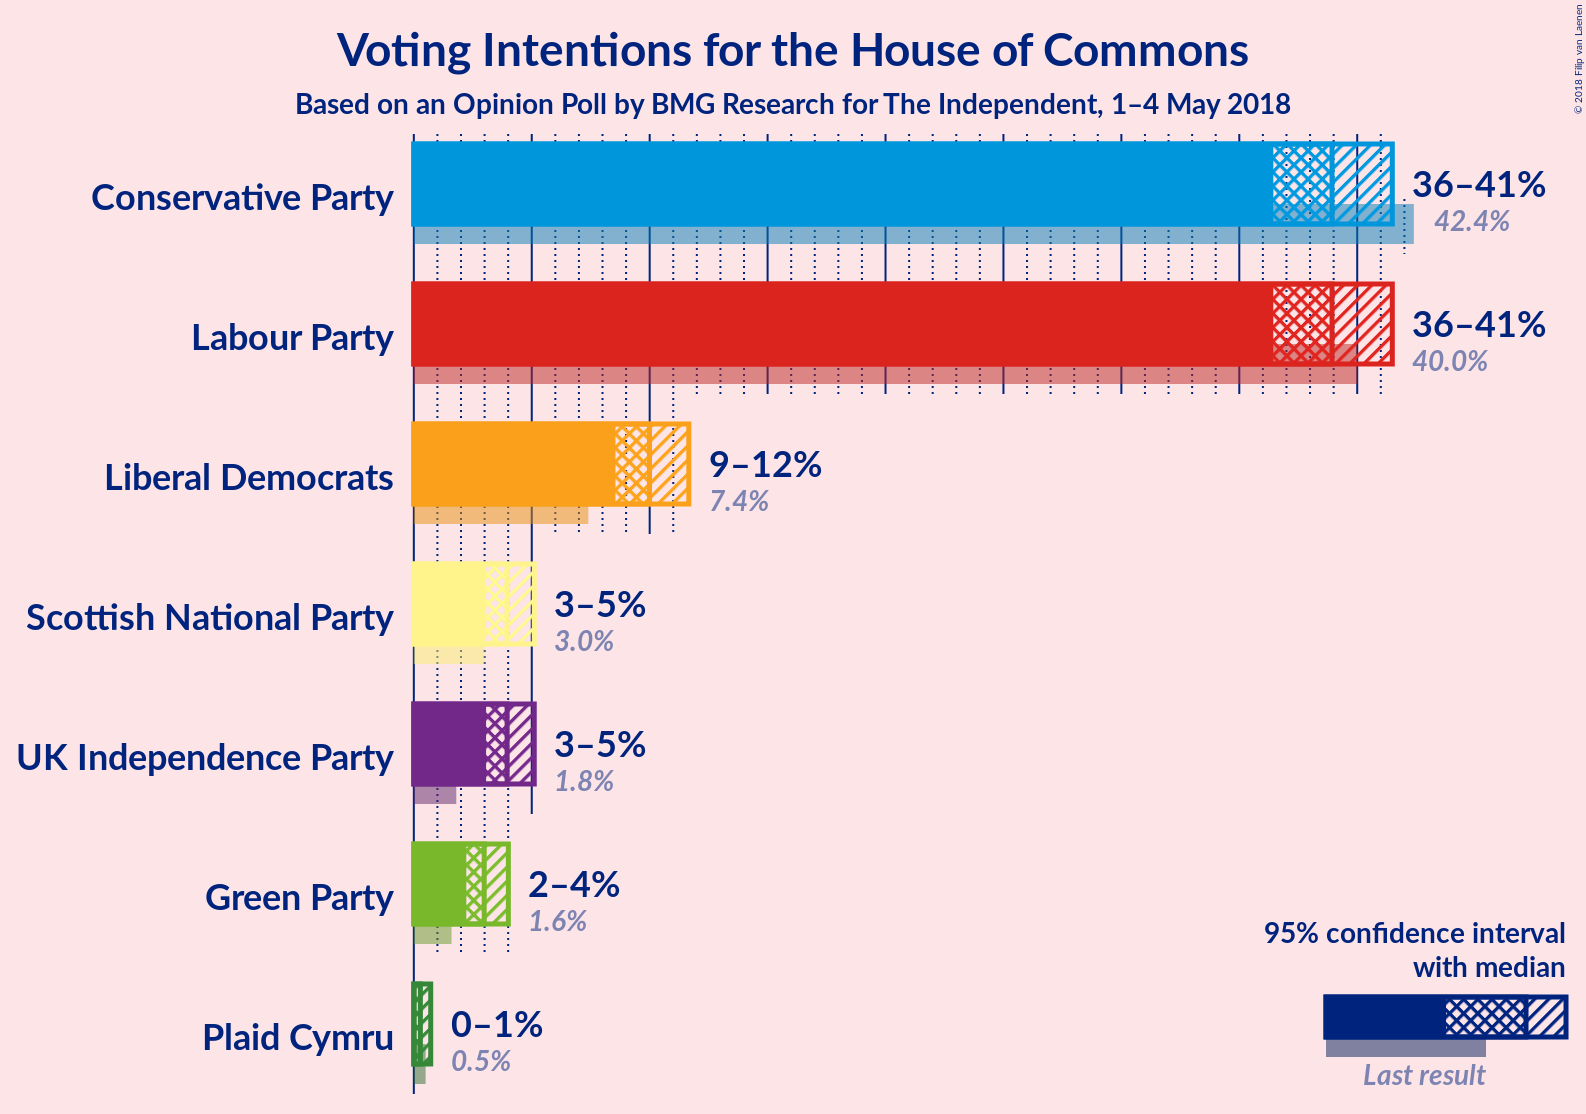 Voting Intentions for the House of Commons
Based on an Opinion Poll by BMG Research for The Independent, 1–4 May 2018
© 2018 Filip van Laenen
Conservative Party
36–41%
42.4%
Labour Party
36–41%
40.0%
Liberal Democrats
9–12%
7.4%
Scottish National Party
3–5%
3.0%
UK Independence Party
3–5%
1.8%
Green Party
2–4%
1.6%
Plaid Cymru
0–1%
0.5%
95% confidence interval
with median
Last result